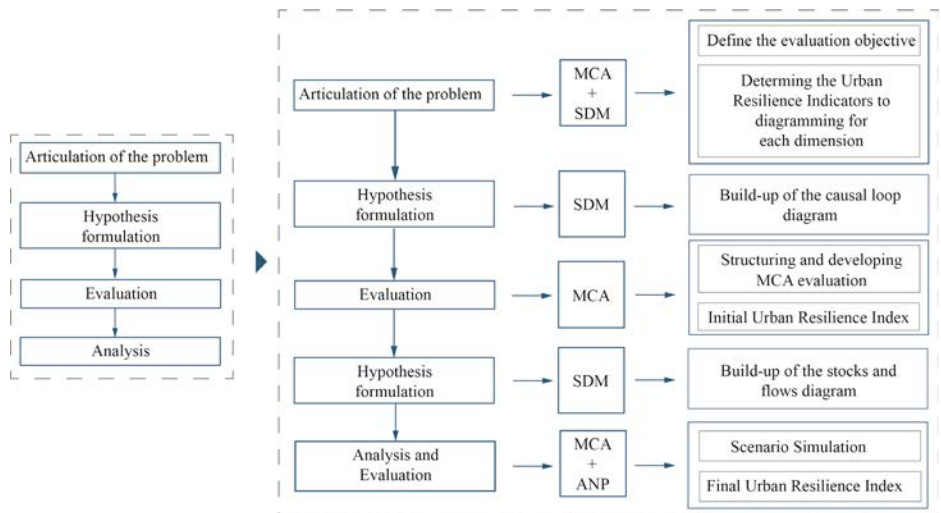 Articulation of the problem
Hypothesis
formulation
Evaluation
Analysis
Articulation of the problem
MCA
+
SDM
Define the evaluation objective
Determing the Urban
Resilience Indicators to
diagramming for
each dimension
Hypothesis
formulation
SDM
Build-up of the causal loop
diagram
Evaluation
MCA
Structuring and developing
MCA evaluation
Initial Urban Resilience Index
Hypothesis
formulation
SDM
Build-up of the stocks and
flows diagram
Analysis and
Evaluation
MCA
+
ANP
Scenario Simulation
Final Urban Resilience Index